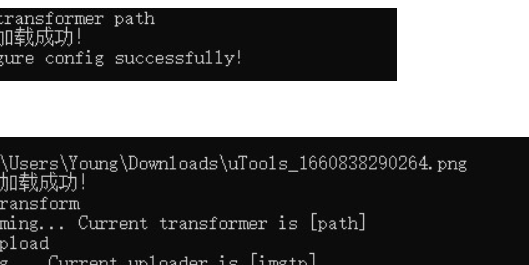 transformer path
加载成功!
gure config successfully!
\Users\Young\Downloads\uTools_1660838290264.png
加载成功!
ransform
ming... Current transformer is [path]
pload
g... Current uploader is [imgtp]